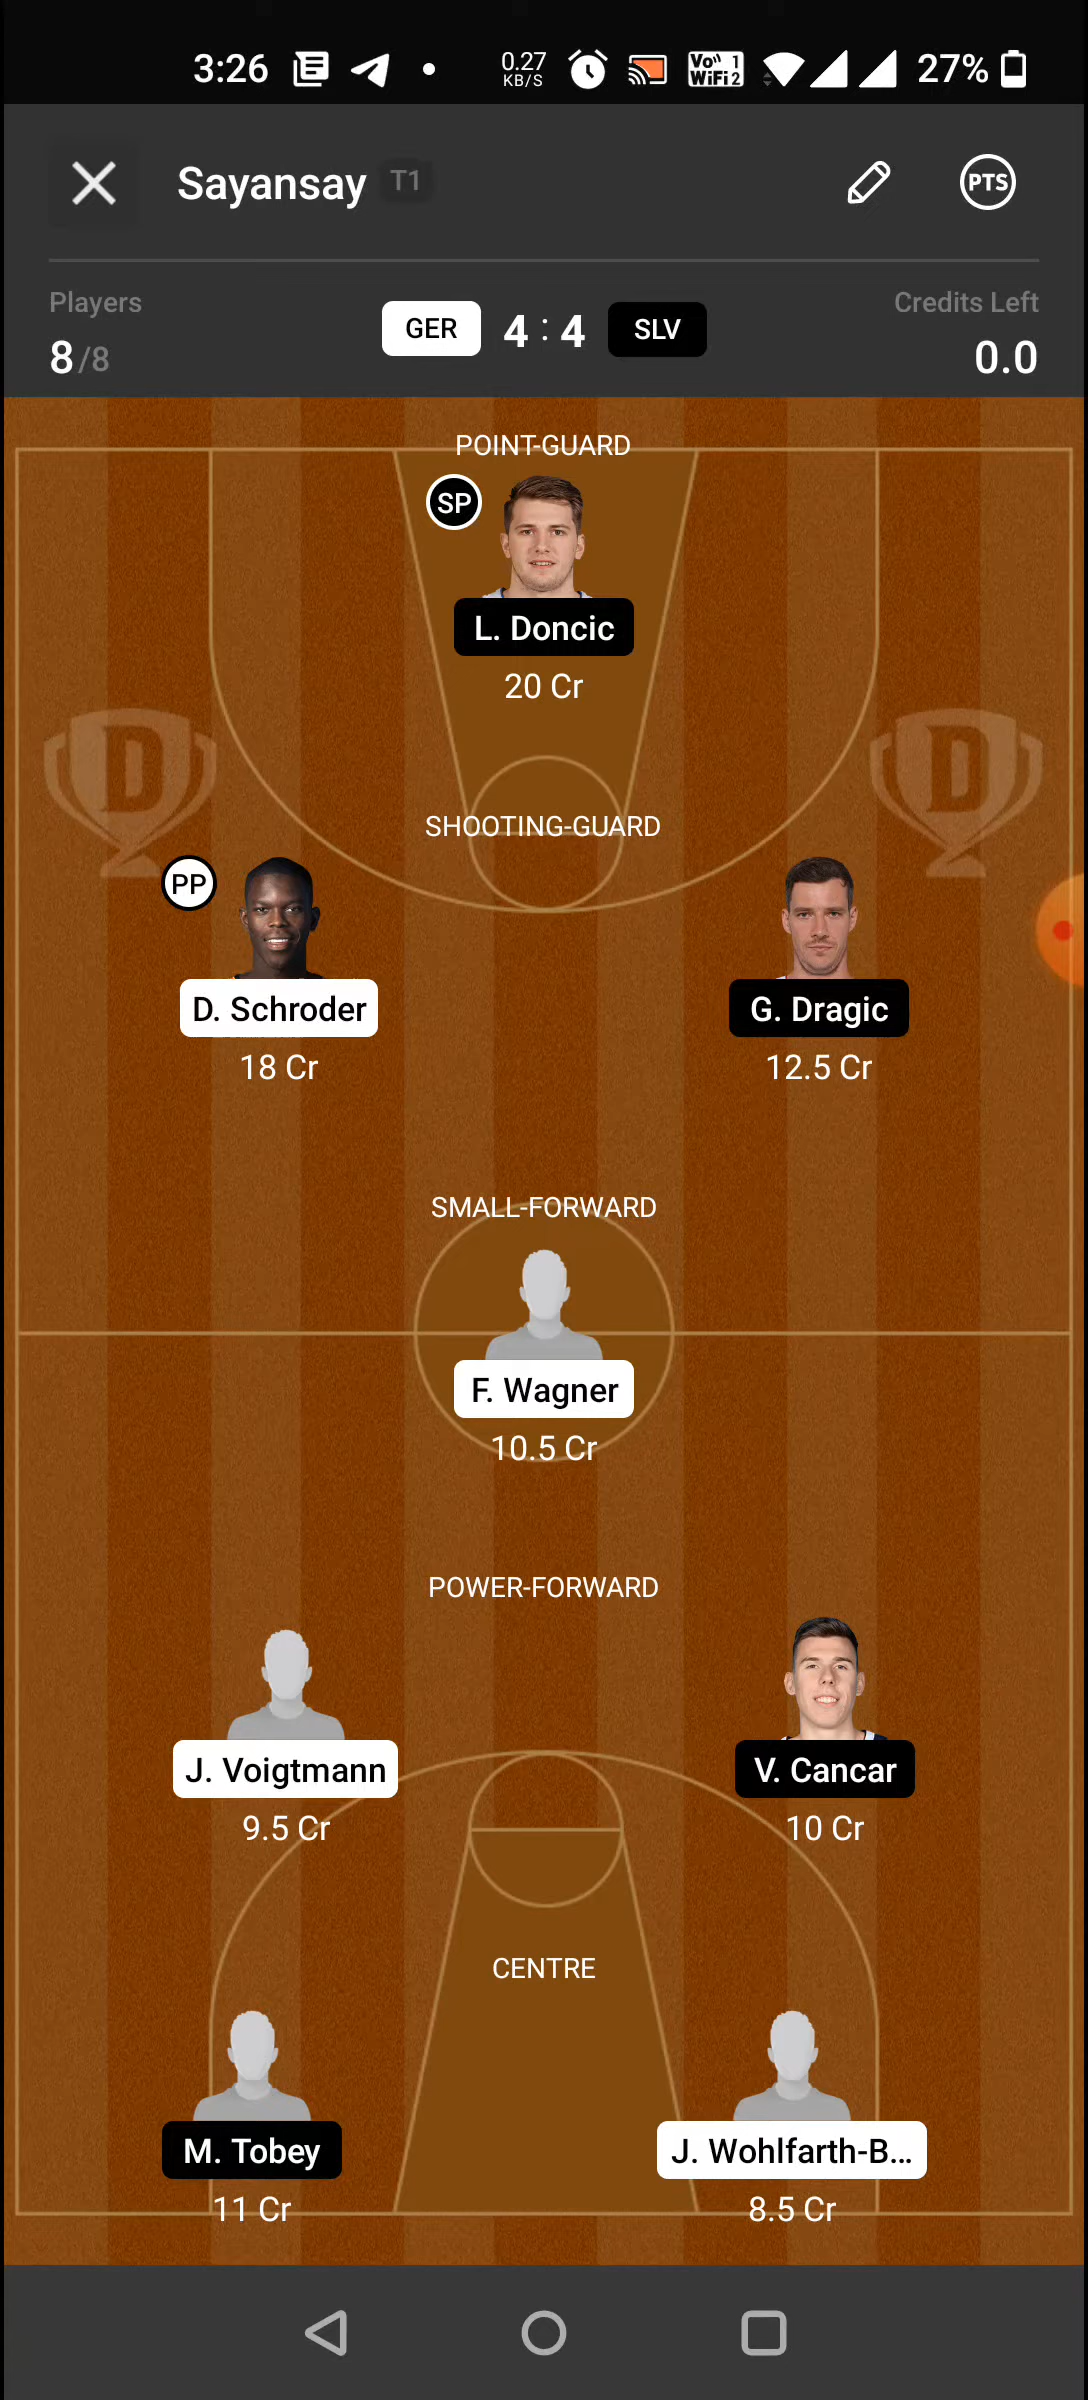 3:26
0.27
KB/S
Vo)) 1
WiFi 2
27%
Sayansay T1
PTS
Players
Credits Left
8/8
GER 4 : 4 SLV
0.0
POINT-GUARD
SP
L. Doncic
20 Cr
D
D
SHOOTING-GUARD
PP
D. Schroder
G. Dragic
18 Cr
12.5 Cr
SMALL-FORWARD
F. Wagner
10.5 Cr
POWER-FORWARD
J. Voigtmann
V. Cancar
9.5 Cr
10 Cr
CENTRE
M. Tobey
J. Wohlfarth-B...
11 Cr
8.5 Cr